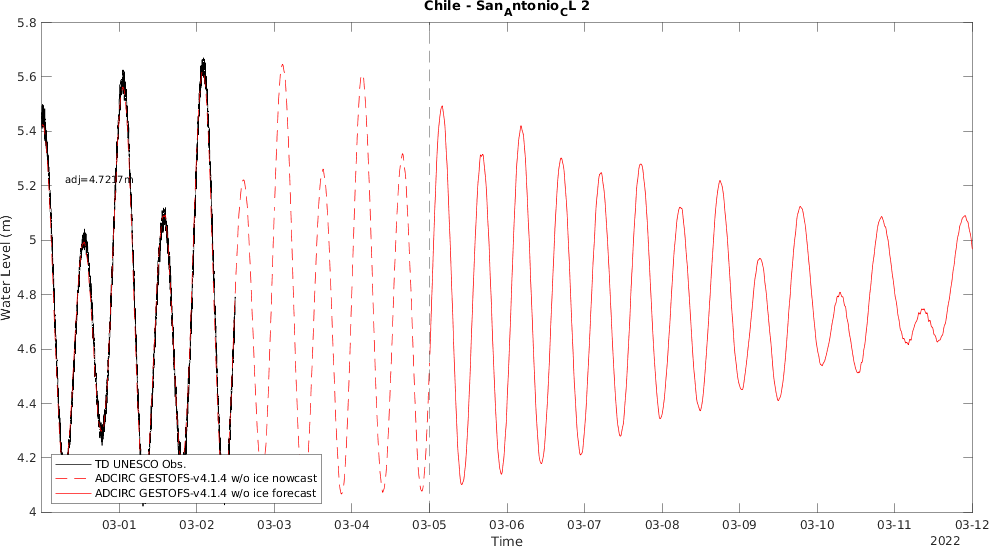 Chile - San_Antonio_CL 2
5.8
5.6
5.4
5.2
5
4.8
4.6
4.4
4.2
4
Water Level (m)
adj=4.7217m
TD UNESCO Obs.
ADCIRC GESTOFS-v4.1.4 w/o ice nowcast
ADCIRC GESTOFS-v4.1.4 w/o ice forecast
03-01 03-02 03-03 03-04 03-05 03-06 03-07 03-08 03-09 03-10 03-11 03-12
Time
2022